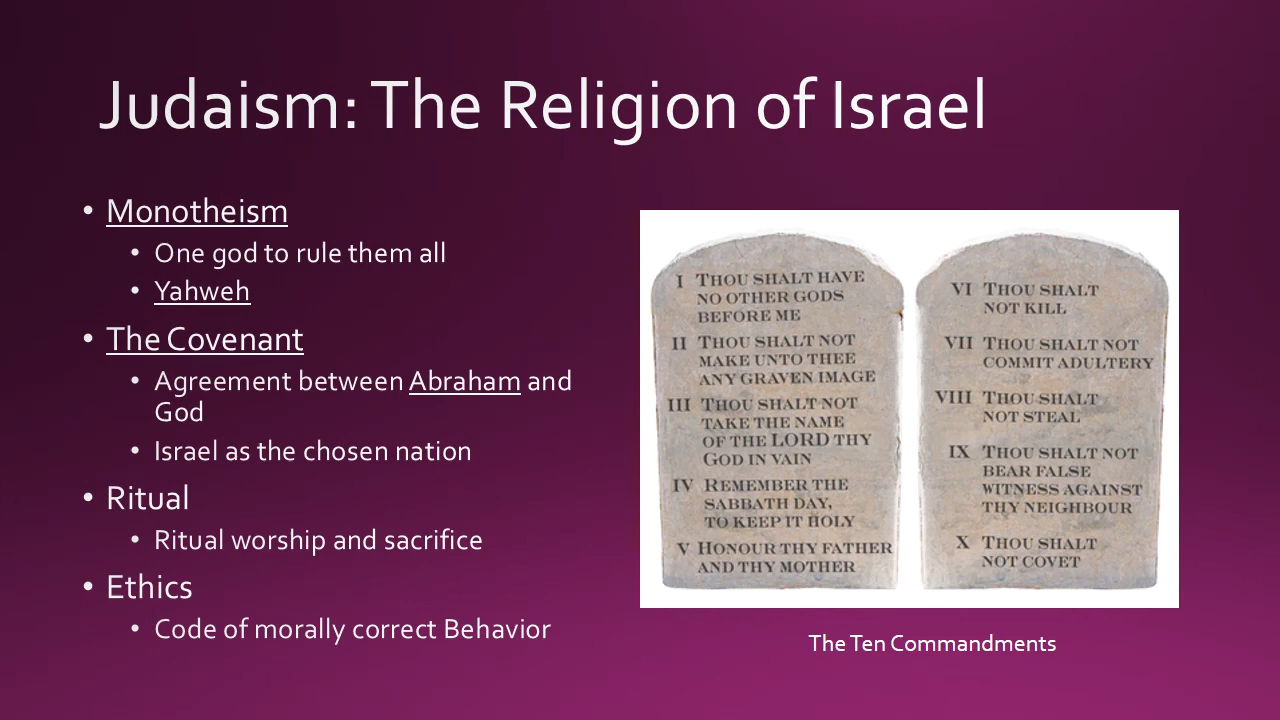 Judaism: The Religion of Israel
• Monotheism
• One god to rule them all
• Yahweh
• The Covenant
• Agreement between Abraham and
God
• Israel as the chosen nation
• Ritual
• Ritual worship and sacrifice
• Ethics
• Code of morally correct Behavior
I THOU SHALT HAVE
NO OTHER GODS
BEFORE ME
II THOU SHALT NOT
MAKE UNTO THEE
ANY GRAVEN IMAGE
III THOU SHALT NOT
TAKE THE NAME
OF THE LORD THY
GOD IN VAIN
IV REMEMBER THE
SABBATH DAY,
TO KEEP IT HOLY
V HONOUR THY FATHER
AND THY MOTHER
VI THOU SHALT
NOT KILL
VII THOU SHALT NOT
COMMIT ADULTERY
VIII THOU SHALT
NOT STEAL
IX THOU SHALT NOT
BEAR FALSE
WITNESS AGAINST
THY NEIGHBOUR
X THOU SHALT
NOT COVET
The Ten Commandments